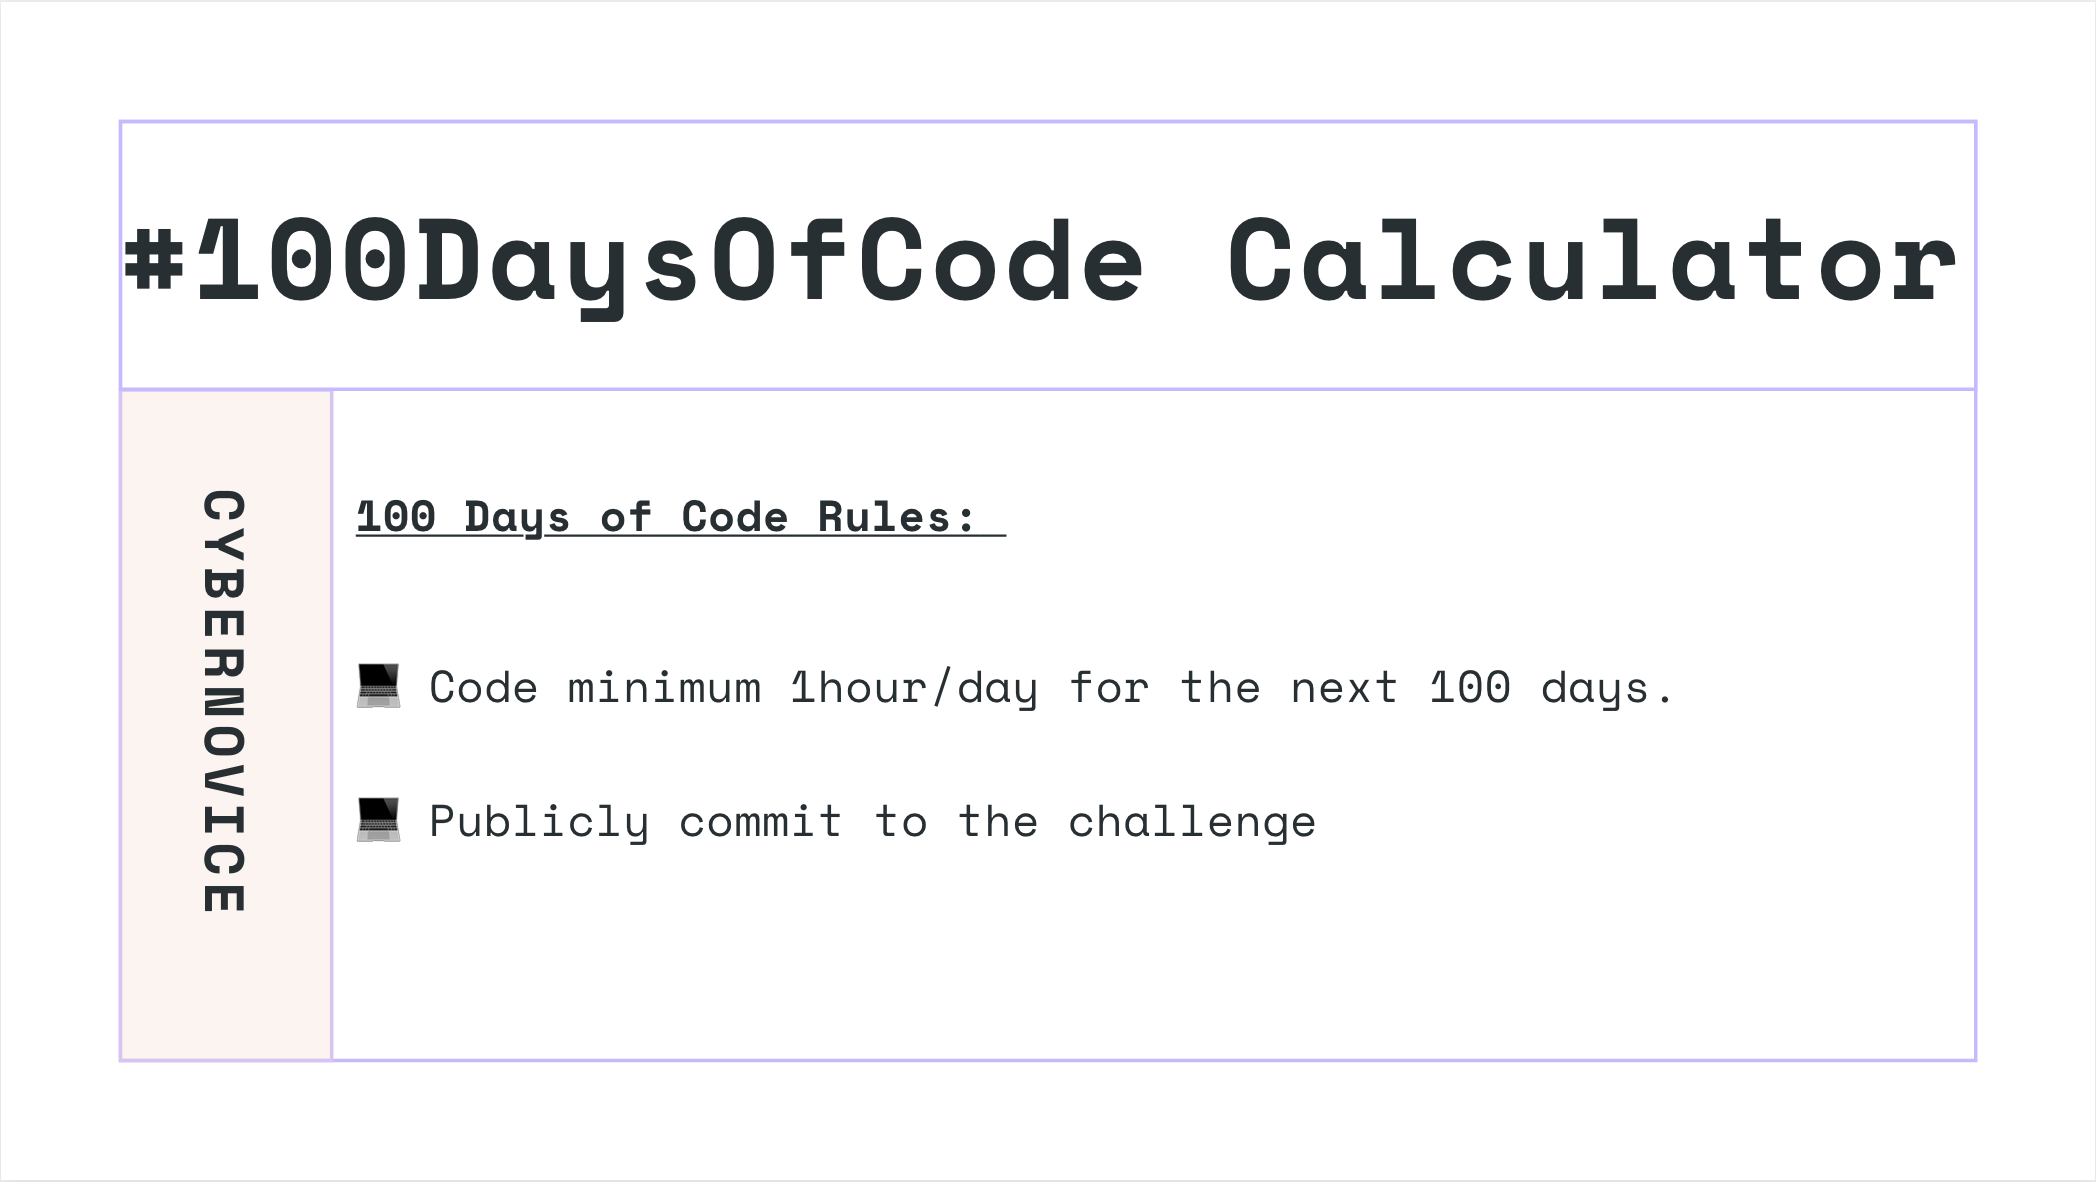 #100DaysOfCode Calculator
CYBERNOVICE
100 Days of Code Rules:
💻 Code minimum 1hour/day for the next 100 days.
💻 Publicly commit to the challenge